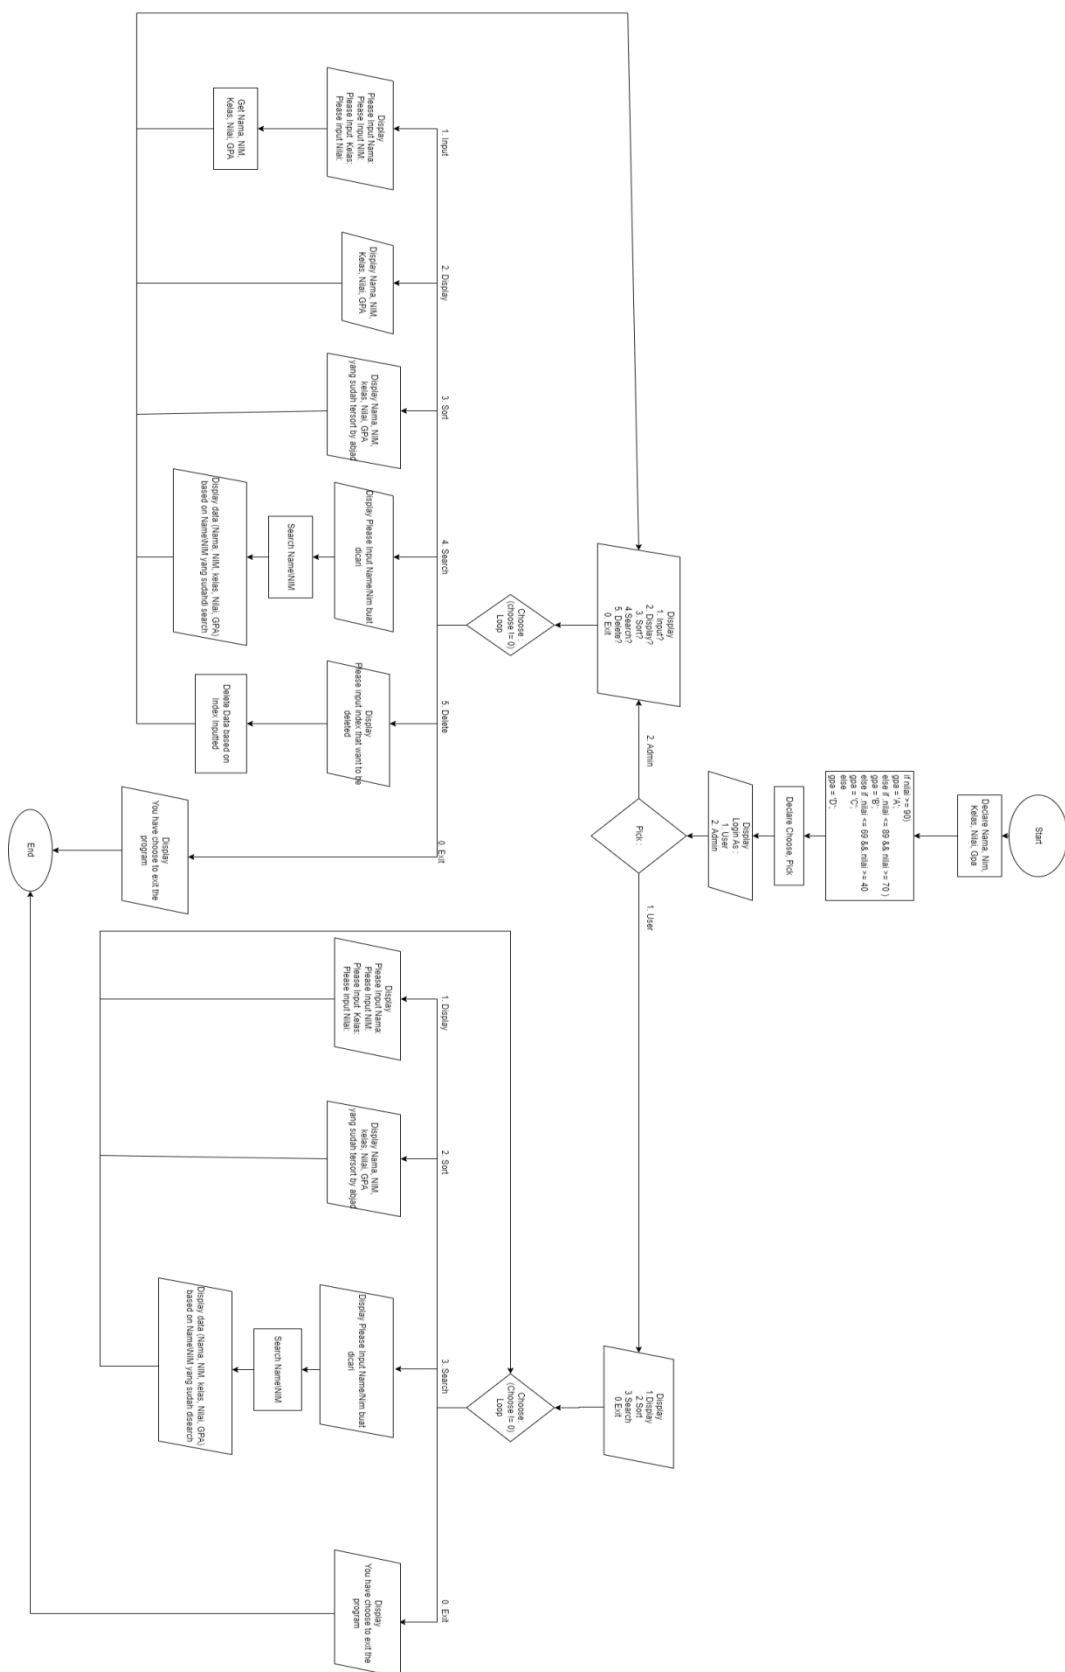 Start
Declare Nama, Nim,
Kelas, Nilai, Gpa
if nilai >= 90)
gpa = 'A';
else if .nilai <= 89 && nilai >= 70 )
gpa = 'B';
else if .nilai <= 69 && nilai >= 40
gpa = 'C';
else
gpa = 'D';
Declare Choose, Pick
Display
Login As :
1. User
2. Admin
Pick :
2. Admin
1. User
Display
1. Input?
2. Display?
3. Sort?
4.Search?
5. Delete?
0. Exit
Choose :
(choose != 0)
Loop
1. Input
Display
Please Input Nama:
Please Input NIM:
Please Input Kelas:
Please input Nilai:
Get Nama, NIM,
Kelas, Nilai, GPA
2. Display
Display Nama, NIM,
Kelas, Nilai, GPA
3. Sort
Display Nama, NIM,
kelas, Nilai, GPA
yang sudah tersort by abjad
4. Search
Display Please Input Name/Nim buat
dicari
Search Name\NIM
Display data (Nama, NIM, kelas, Nilai, GPA)
based on Name\NIM yang sudahdi search
5. Delete
Display
Please input index that want to be
deleted
Delete Data based on
Index Inputted
0. Exit
Display
You have choose to exit the
program
End
Display
1.Display
2.Sort
3.Search
0.Exit
Choose:
(Choose != 0)
Loop
1. Display
Display
Please Input Nama:
Please Input NIM:
Please Input Kelas:
Please input Nilai:
2. Sort
Display Nama, NIM,
kelas, Nilai, GPA
yang sudah tersort by abjad
3. Search
Display Please Input Name/Nim buat
dicari
Search Name\NIM
Display data (Nama, NIM, kelas, Nilai, GPA)
based on Name\NIM yang sudah disearch
0. Exit
Display
You have choose to exit the
program